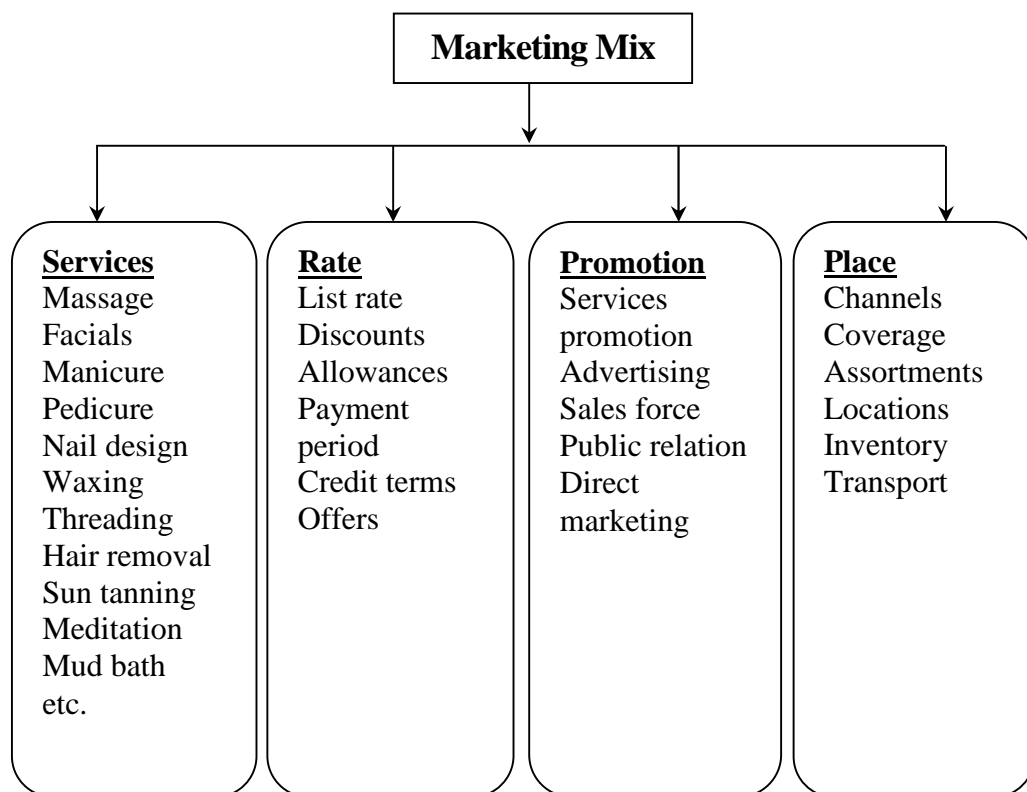 Marketing Mix
Services
Massage
Facials
Manicure
Pedicure
Nail design
Waxing
Threading
Hair removal
Sun tanning
Meditation
Mud bath
etc.
Rate
List rate
Discounts
Allowances
Payment
period
Credit terms
Offers
Promotion
Services
promotion
Advertising
Sales force
Public relation
Direct
marketing
Place
Channels
Coverage
Assortments
Locations
Inventory
Transport